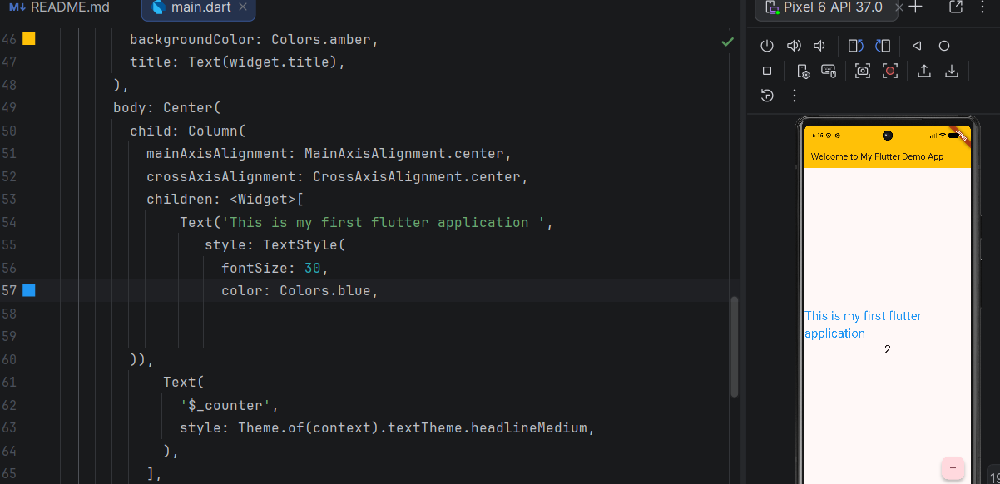 M↓ README.md
main.dart
Pixel 6 API 37.0
46 backgroundColor: Colors.amber,
47 title: Text(widget.title),
48 ),
49 body: Center(
50 child: Column(
51 mainAxisAlignment: MainAxisAlignment.center,
52 crossAxisAlignment: CrossAxisAlignment.center,
53 children: <Widget>[
54 Text('This is my first flutter application ',
55 style: TextStyle(
56 fontSize: 30,
57 color: Colors.blue,
58
59
60 )),
61 Text(
62 '$_counter',
63 style: Theme.of(context).textTheme.headlineMedium,
64 ),
65 ],
Welcome to My Flutter Demo App
This is my first flutter
application
2
+